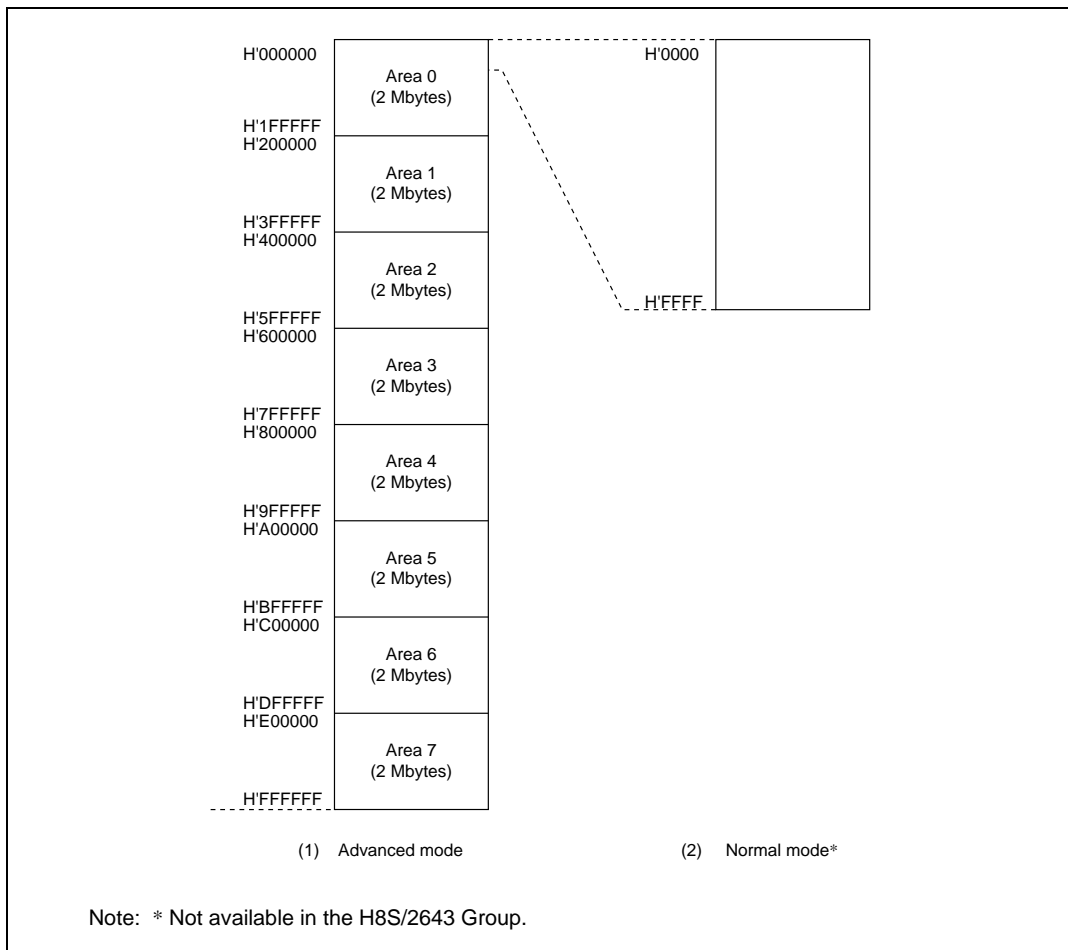 H'000000
Area 0
(2 Mbytes)
H'1FFFFF
H'200000
Area 1
(2 Mbytes)
H'3FFFFF
H'400000
Area 2
(2 Mbytes)
H'5FFFFF
H'600000
Area 3
(2 Mbytes)
H'7FFFFF
H'800000
Area 4
(2 Mbytes)
H'9FFFFF
H'A00000
Area 5
(2 Mbytes)
H'BFFFFF
H'C00000
Area 6
(2 Mbytes)
H'DFFFFF
H'E00000
Area 7
(2 Mbytes)
H'FFFFFF
(1) Advanced mode
H'0000
H'FFFF
(2) Normal mode*
Note: * Not available in the H8S/2643 Group.